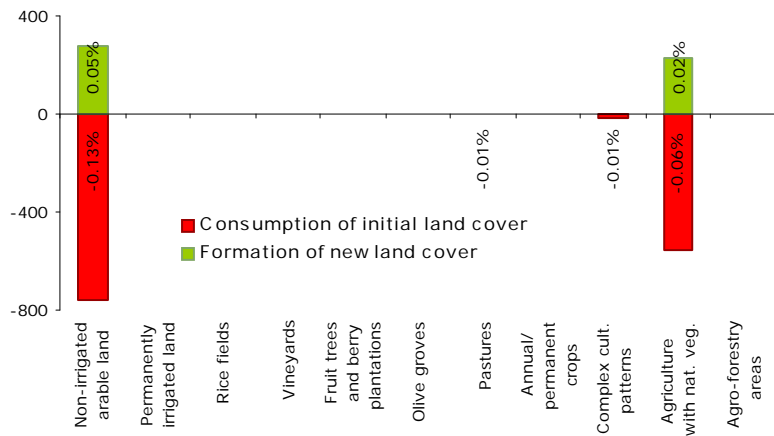 400
0
-400
-800
0.05%
-0.13%
-0.01%
-0.01%
0.02%
-0.06%
Consumption of initial land cover
Formation of new land cover
Non-irrigated
arable land
Permanently
irrigated land
Rice fields
Vineyards
Fruit trees
and berry
plantations
Olive groves
Pastures
Annual/
permanent
crops
Complex cult.
patterns
Agriculture
with nat. veg.
Agro-forestry
areas